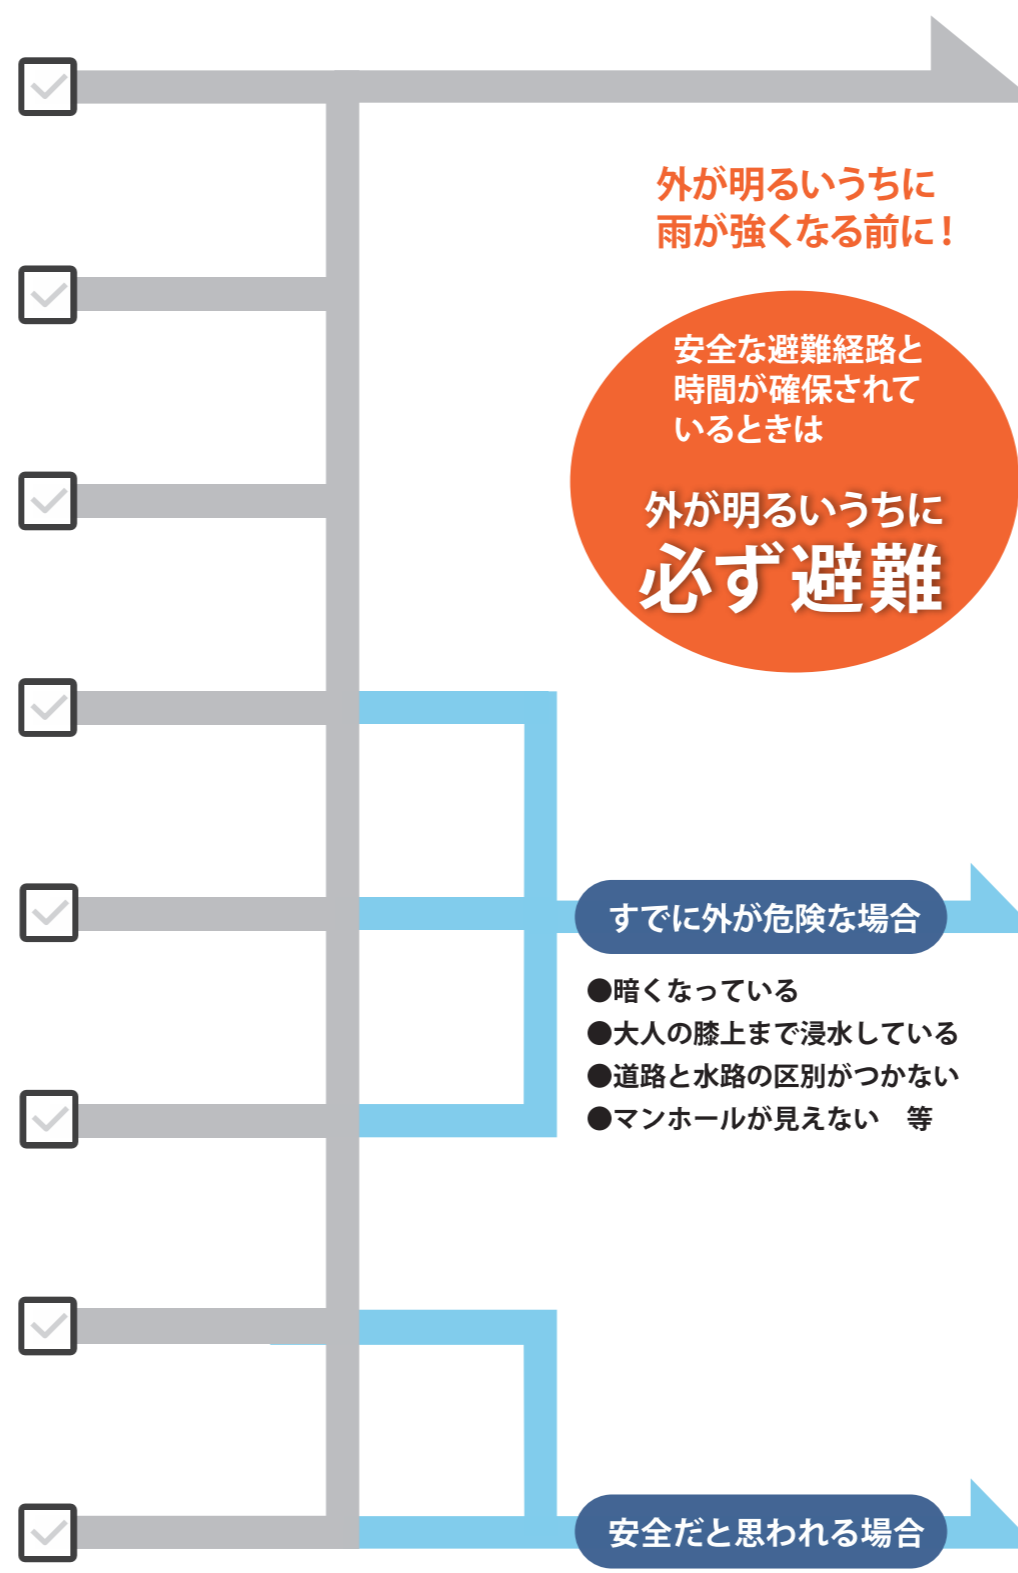 外が明るいうちに
雨が強くなる前に！
安全な避難経路と
時間が確保されて
いるときは
外が明るいうちに
必ず避難
すでに外が危険な場合
●暗くなっている
●大人の膝上まで浸水している
●道路と水路の区別がつかない
●マンホールが見えない　等
安全だと思われる場合